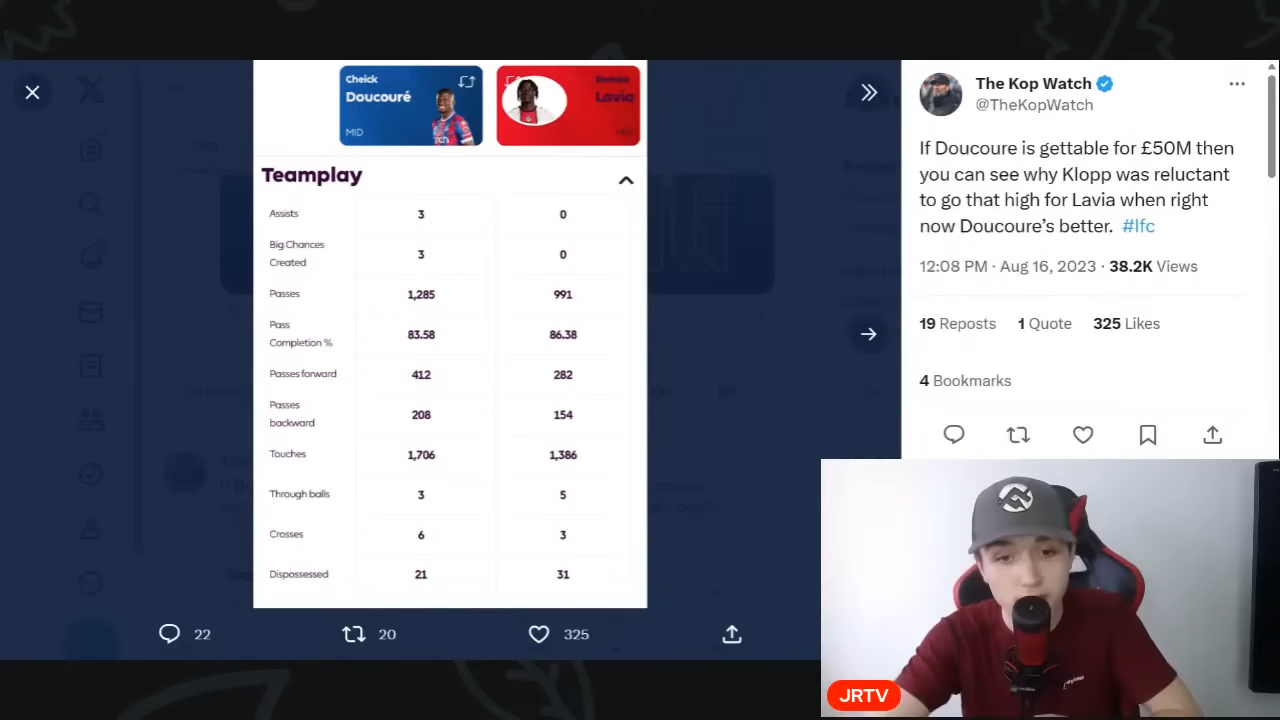 Cheick
Doucouré
MID
Romeo
Lavia
MID
Teamplay
Assists 3 0
Big Chances
Created 3 0
Passes 1,285 991
Pass
Completion % 83.58 86.38
Passes forward 412 282
Passes
backward 208 154
Touches 1,706 1,386
Through balls 3 5
Crosses 6 3
Dispossessed 21 31
22 20 325
The Kop Watch
@TheKopWatch
If Doucoure is gettable for £50M then
you can see why Klopp was reluctant
to go that high for Lavia when right
now Doucoure’s better. #lfc
12:08 PM · Aug 16, 2023 · 38.2K Views
19 Reposts 1 Quote 325 Likes
4 Bookmarks
JRTV